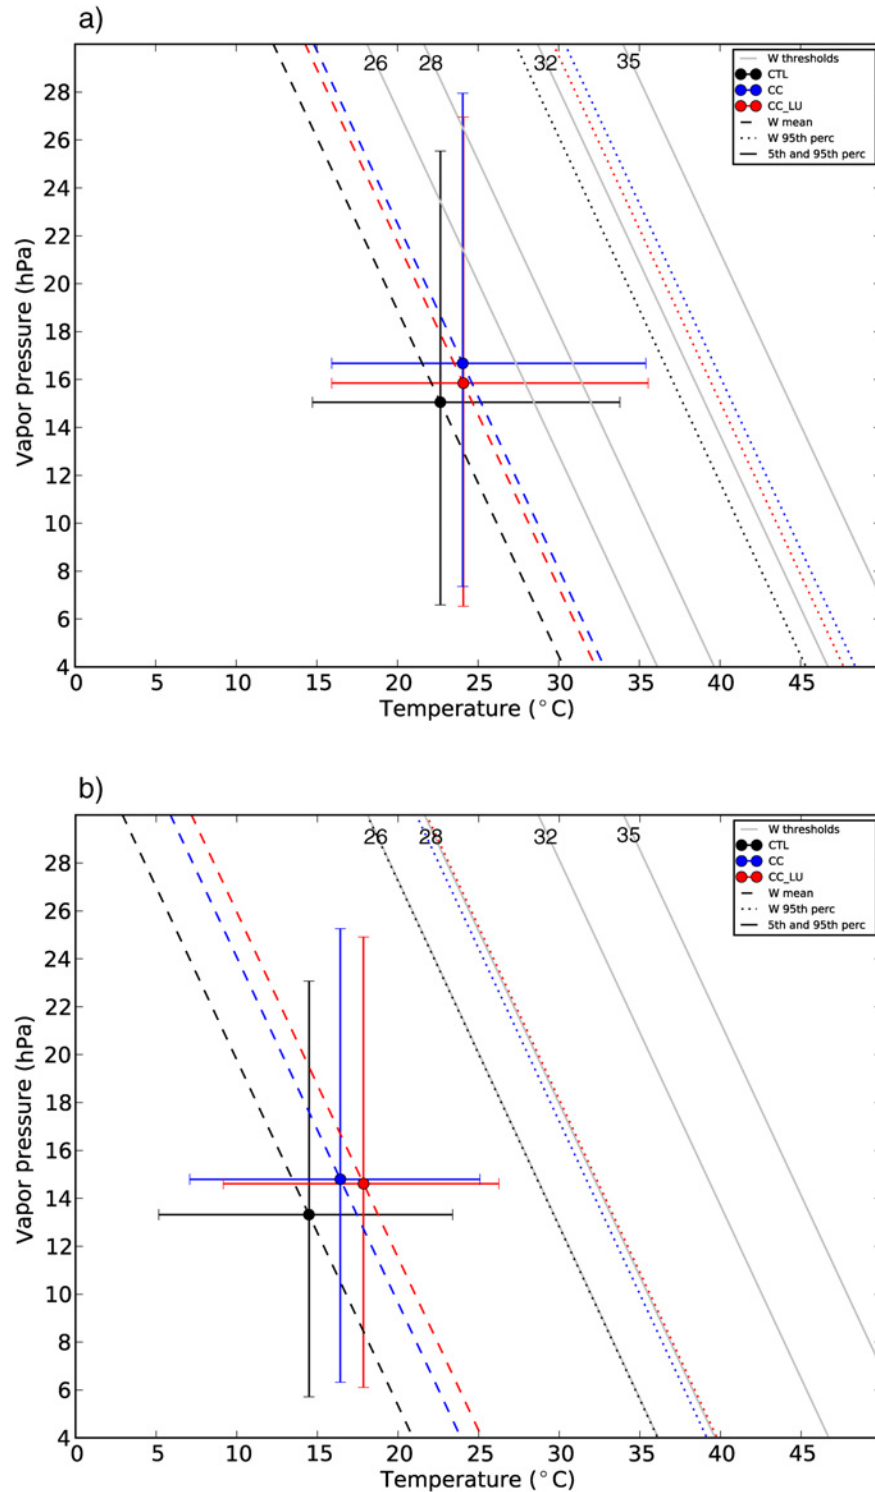 a)
26 28 32 35
W thresholds
CTL
CC
CC_LU
W mean
W 95th perc
5th and 95th perc
28
26
24
22
20
18
16
14
12
10
8
6
4
Vapor pressure (hPa)
0 5 10 15 20 25 30 35 40 45
Temperature (°C)
b)
26 28 32 35
W thresholds
CTL
CC
CC_LU
W mean
W 95th perc
5th and 95th perc
28
26
24
22
20
18
16
14
12
10
8
6
4
Vapor pressure (hPa)
0 5 10 15 20 25 30 35 40 45
Temperature (°C)